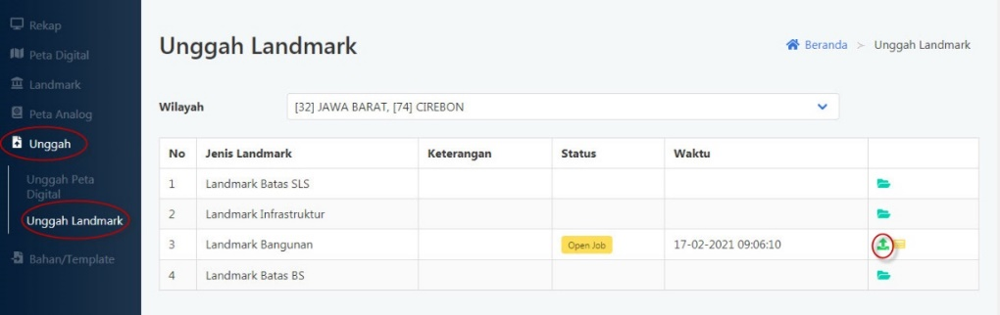 Rekap
Peta Digital
Landmark
Peta Analog
Unggah
Unggah Peta
Digital
Unggah Landmark
Bahan/Template
Unggah Landmark
Beranda > Unggah Landmark
Wilayah [32] JAWA BARAT, [74] CIREBON
No Jenis Landmark Keterangan Status Waktu
1 Landmark Batas SLS
2 Landmark Infrastruktur
3 Landmark Bangunan Open Job 17-02-2021 09:06:10
4 Landmark Batas BS